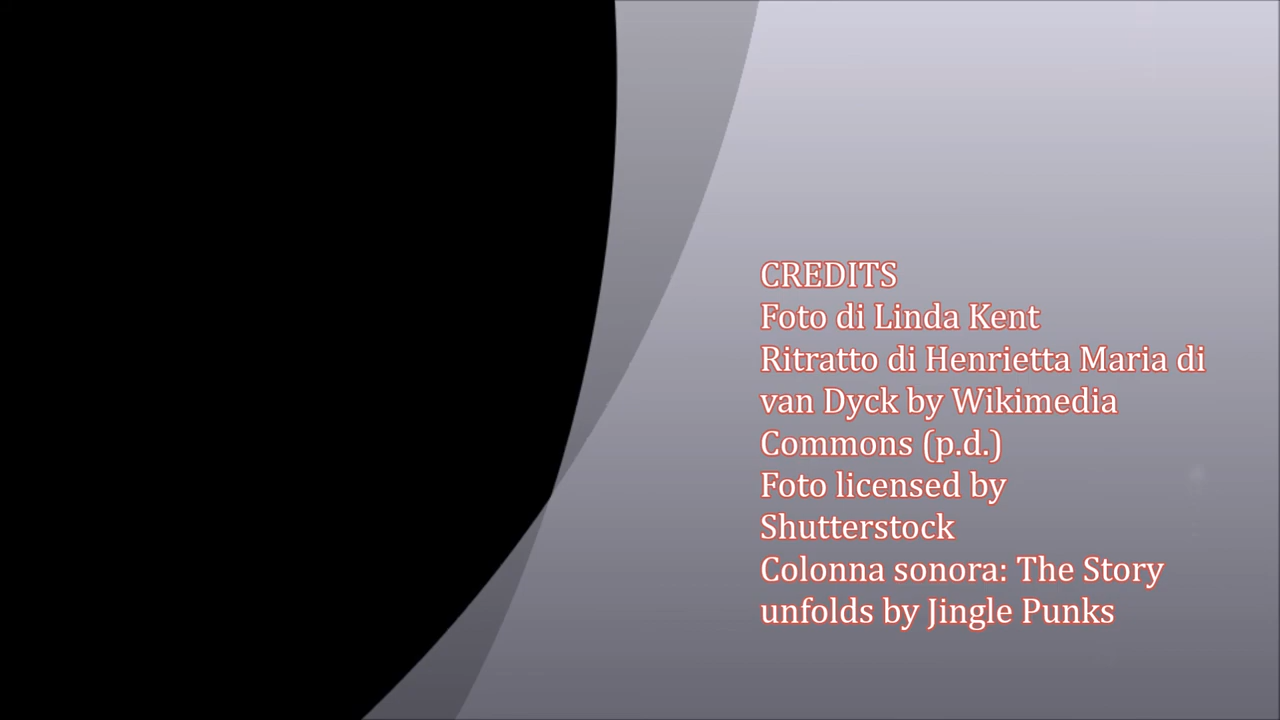 CREDITS
Foto di Linda Kent
Ritratto di Henrietta Maria di
van Dyck by Wikimedia
Commons (p.d.)
Foto licensed by
Shutterstock
Colonna sonora: The Story
unfolds by Jingle Punks